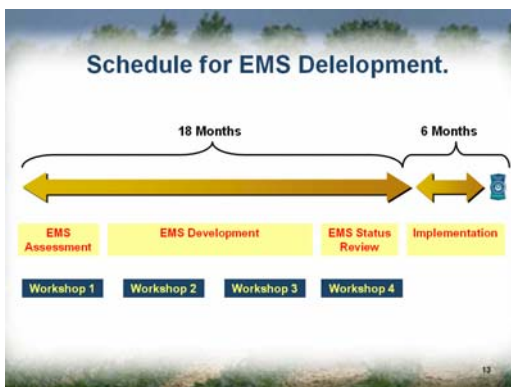 Schedule for EMS Delelopment.
18 Months
6 Months
EMS
Assessment
EMS Development
EMS Status
Review
Implementation
Workshop 1
Workshop 2
Workshop 3
Workshop 4
13